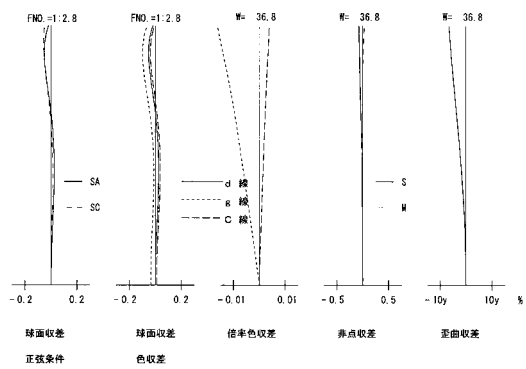 FNO.=1:2.8
FNO.=1:2.8
W= 36.8
W= 36.8
W= 36.8
SA
SC
d 線
g 線
C 線
S
M
-0.2 0.2
-0.2 0.2
-0.01 0.01
-0.5 0.5
-10y 10y %
球面収差
正弦条件
球面収差
色収差
倍率色収差
非点収差
歪曲収差